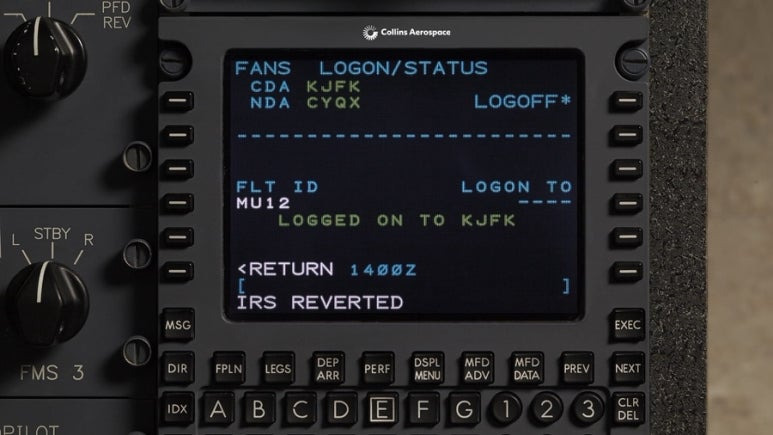 PFD
REV
Collins Aerospace
FANS LOGON/STATUS
CDA KJFK
NDA CYQX LOGOFF*
----------------------------
FLT ID LOGON TO
MU12 ----
LOGGED ON TO KJFK
<RETURN 1400Z
[ ]
IRS REVERTED
STBY
L R
FMS 3
MSG EXEC
DIR FPLN LEGS DEP ARR PERF DSPL MENU MFD ADV MFD DATA PREV NEXT
IDX A B C D E F G 1 2 3 CLR DEL
PILOT